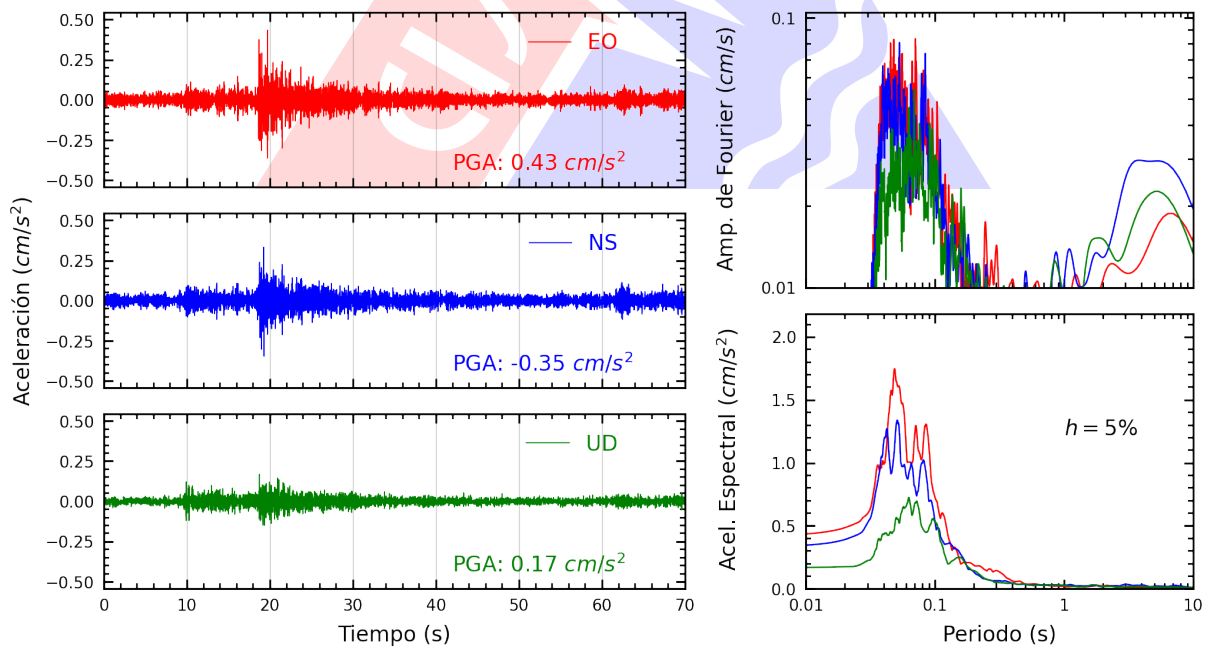 Aceleración (cm/s²)
0.50
0.25
0.00
−0.25
−0.50
EO
PGA: 0.43 cm/s²
0.50
0.25
0.00
−0.25
−0.50
NS
PGA: -0.35 cm/s²
0.50
0.25
0.00
−0.25
−0.50
UD
PGA: 0.17 cm/s²
0 10 20 30 40 50 60 70
Tiempo (s)
Amp. de Fourier (cm/s)
0.1
0.01
Acel. Espectral (cm/s²)
2.0
1.5
1.0
0.5
0.0
h = 5%
0.01 0.1 1 10
Periodo (s)